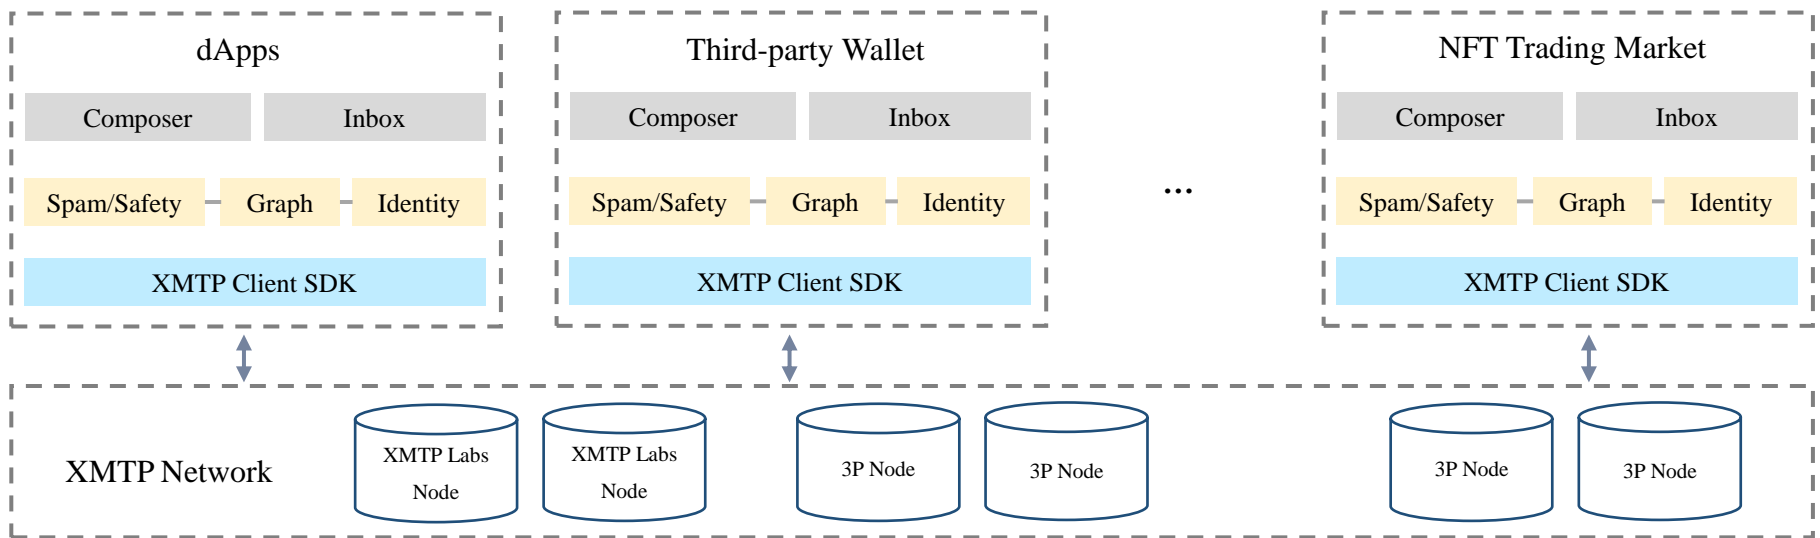 dApps
Composer
Inbox
Spam/Safety
Graph
Identity
XMTP Client SDK
Third-party Wallet
Composer
Inbox
Spam/Safety
Graph
Identity
XMTP Client SDK
...
NFT Trading Market
Composer
Inbox
Spam/Safety
Graph
Identity
XMTP Client SDK
XMTP Network
XMTP Labs
Node
XMTP Labs
Node
3P Node
3P Node
3P Node
3P Node